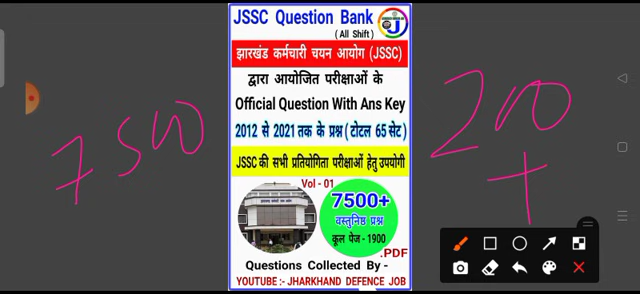 JSSC Question Bank
(All Shift)
झारखंड कर्मचारी चयन आयोग (JSSC)
द्वारा आयोजित परीक्षाओं के
Official Question With Ans Key
2012 से 2021 तक के प्रश्न (टोटल 65 सेट)
JSSC की सभी प्रतियोगिता परीक्षाओं हेतु उपयोगी
Vol - 01
7500+
वस्तुनिष्ठ प्रश्न
कूल पेज - 1900
.PDF
Questions Collected By -
YOUTUBE :- JHARKHAND DEFENCE JOB
7500
200
+